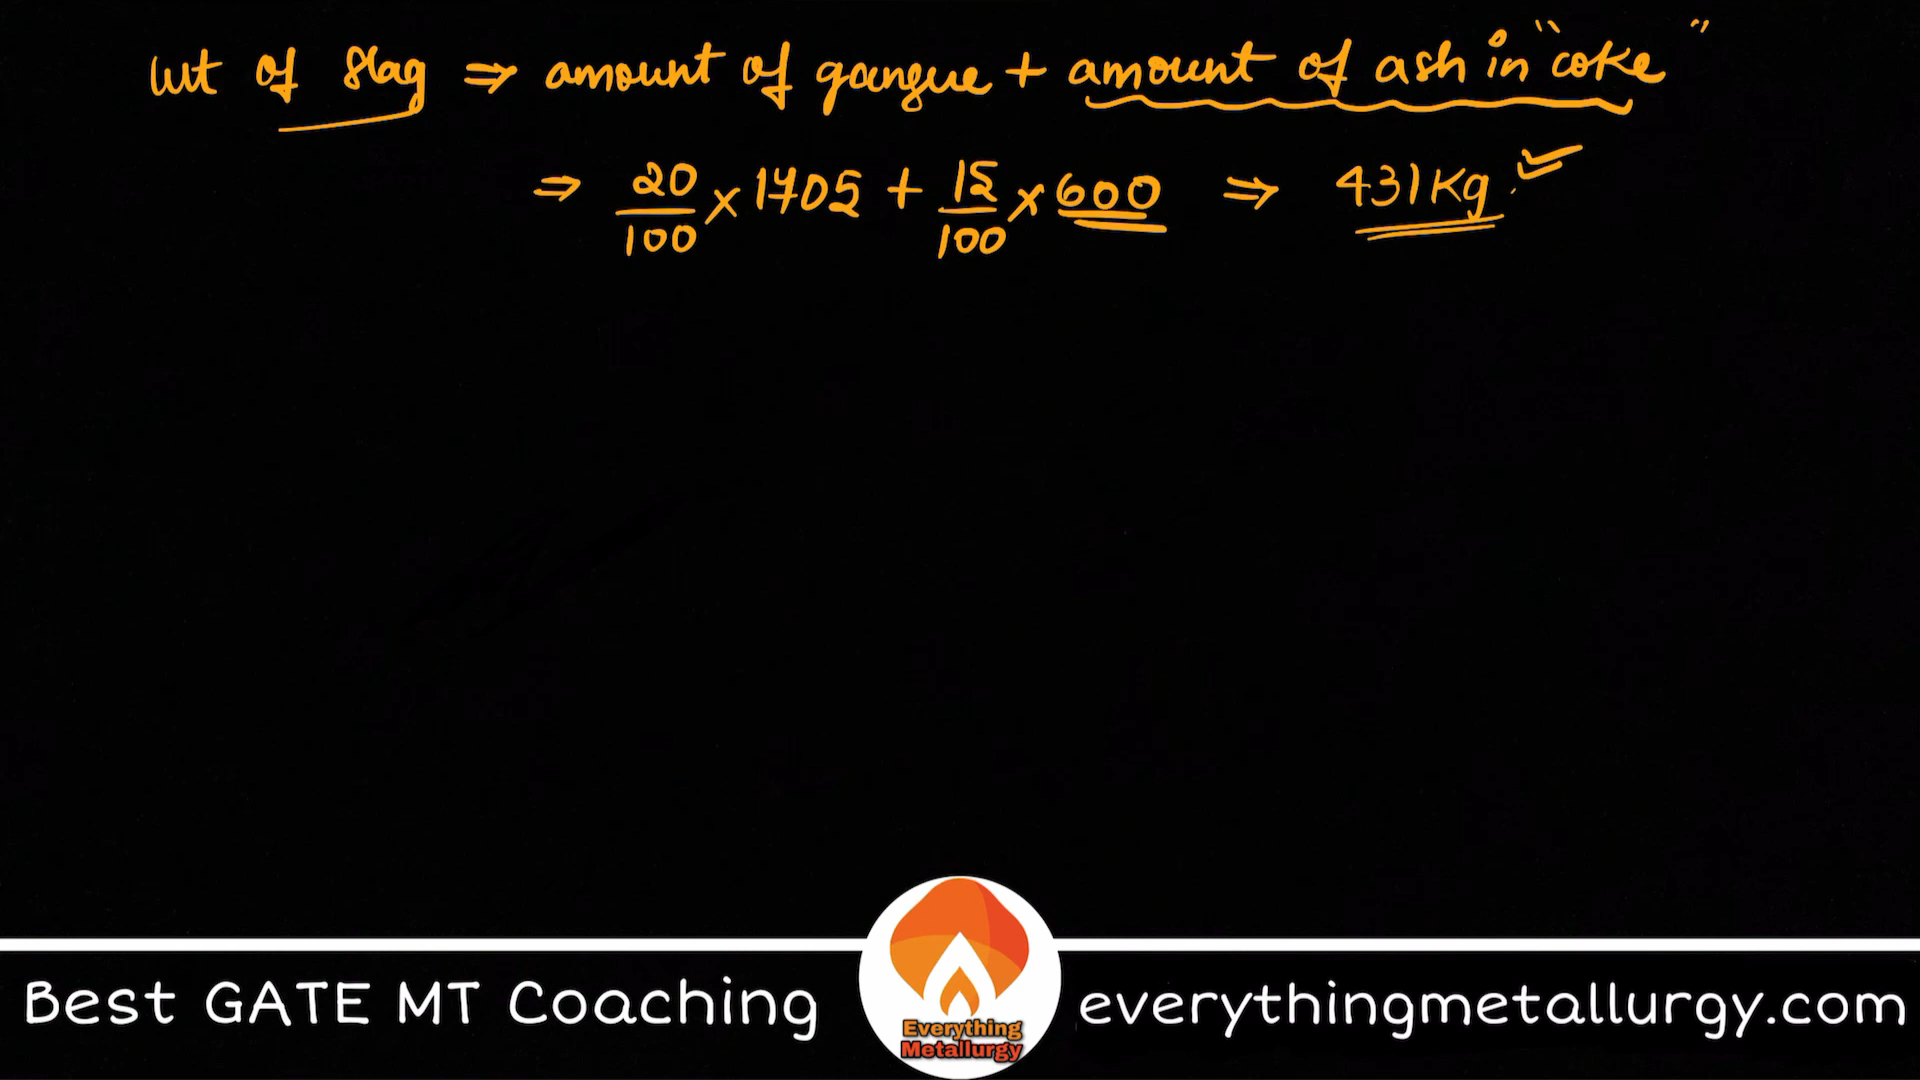 wt of slag ⇒ amount of gangue + amount of ash in "coke"
⇒ 20/100 × 1705 + 15/100 × 600 ⇒ 431 Kg.
Best GATE MT Coaching
Everything
Metallurgy
everythingmetallurgy.com